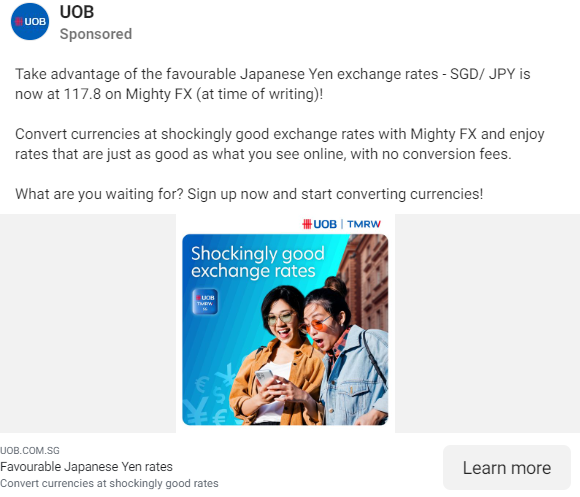 UOB
UOB
Sponsored
Take advantage of the favourable Japanese Yen exchange rates - SGD/ JPY is
now at 117.8 on Mighty FX (at time of writing)!
Convert currencies at shockingly good exchange rates with Mighty FX and enjoy
rates that are just as good as what you see online, with no conversion fees.
What are you waiting for? Sign up now and start converting currencies!
UOB | TMRW
Shockingly good
exchange rates
UOB
TMRW
¥ € $
¥ €
UOB.COM.SG
Favourable Japanese Yen rates
Convert currencies at shockingly good rates
Learn more